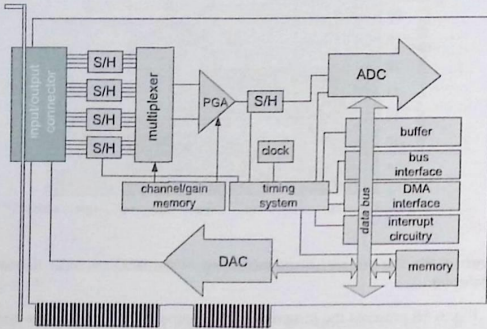 input/output
connector
S/H
S/H
S/H
S/H
multiplexer
PGA
S/H
ADC
clock
channel/gain
memory
timing
system
buffer
bus
interface
DMA
interface
interrupt
circuitry
data bus
DAC
memory